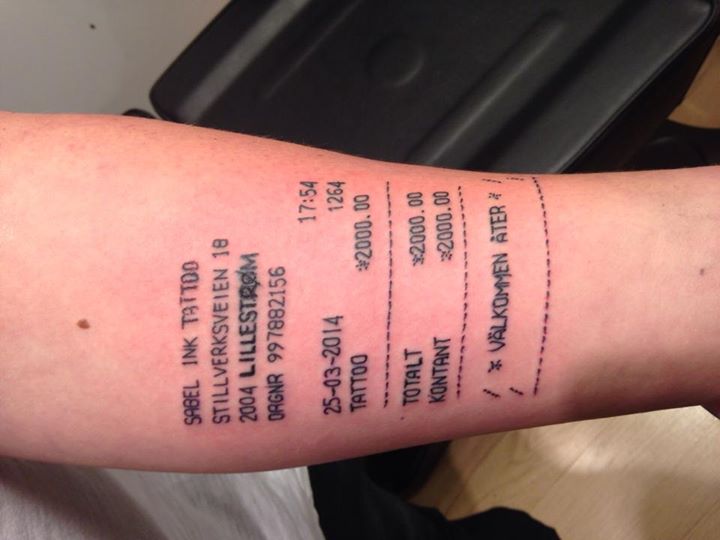 SABEL INK TATTOO
STILLVERKSVEIEN 18
2004 LILLESTRØM
ORGNR 997882156
17:54
25-03-2014 1264
TATTOO *2000.00
TOTALT *2000.00
KONTANT *2000.00
/ * VÄLKOMMEN ÅTER * /